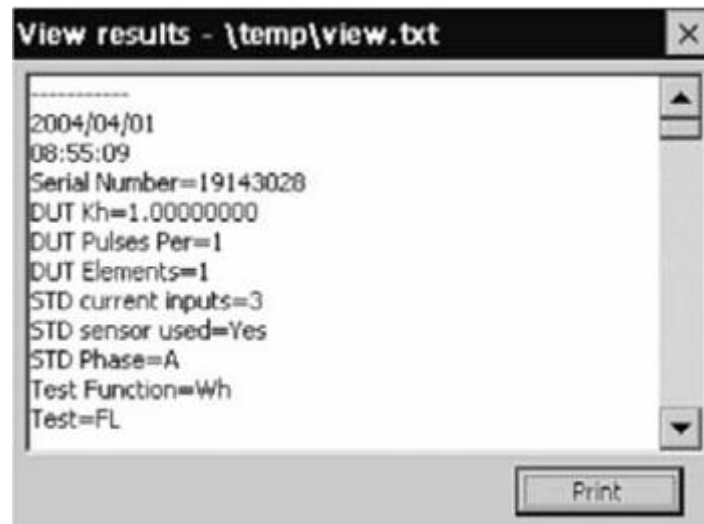 View results - \temp\view.txt
-----------
2004/04/01
08:55:09
Serial Number=19143028
DUT Kh=1.00000000
DUT Pulses Per=1
DUT Elements=1
STD current inputs=3
STD sensor used=Yes
STD Phase=A
Test Function=Wh
Test=FL
Print